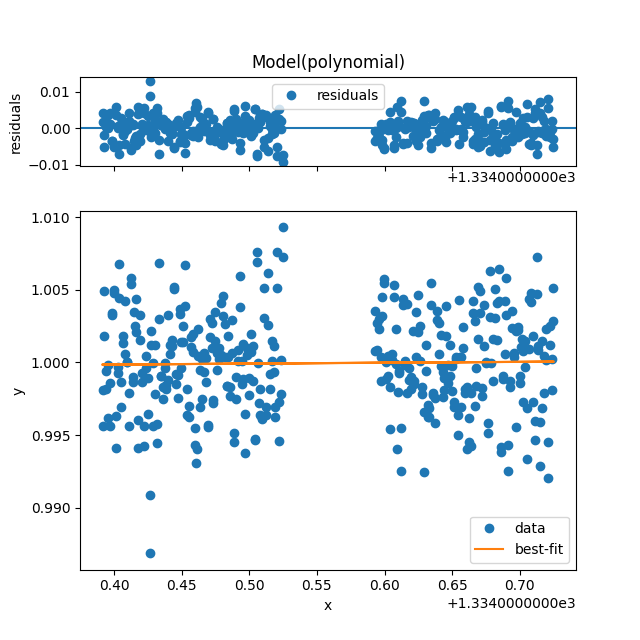 Model(polynomial)
residuals
0.01
0.00
−0.01
residuals
+1.3340000000e3
y
1.010
1.005
1.000
0.995
0.990
data
best-fit
0.40 0.45 0.50 0.55 0.60 0.65 0.70
x
+1.3340000000e3